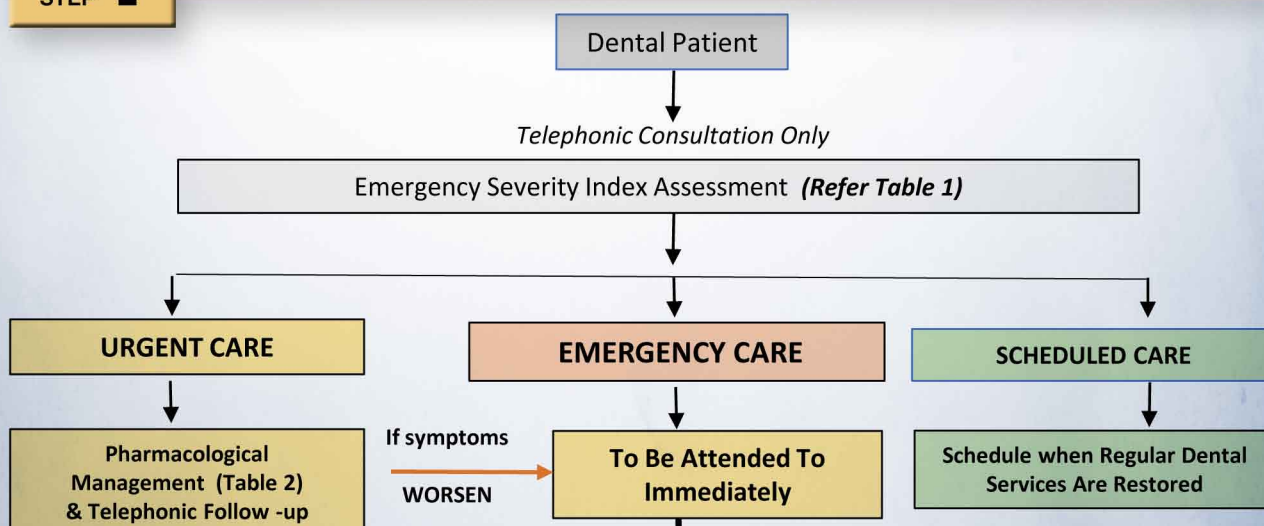 STEP
Dental Patient
Telephonic Consultation Only
Emergency Severity Index Assessment (Refer Table 1)
URGENT CARE
EMERGENCY CARE
SCHEDULED CARE
Pharmacological
Management (Table 2)
& Telephonic Follow -up
If symptoms
WORSEN
To Be Attended To
Immediately
Schedule when Regular Dental
Services Are Restored